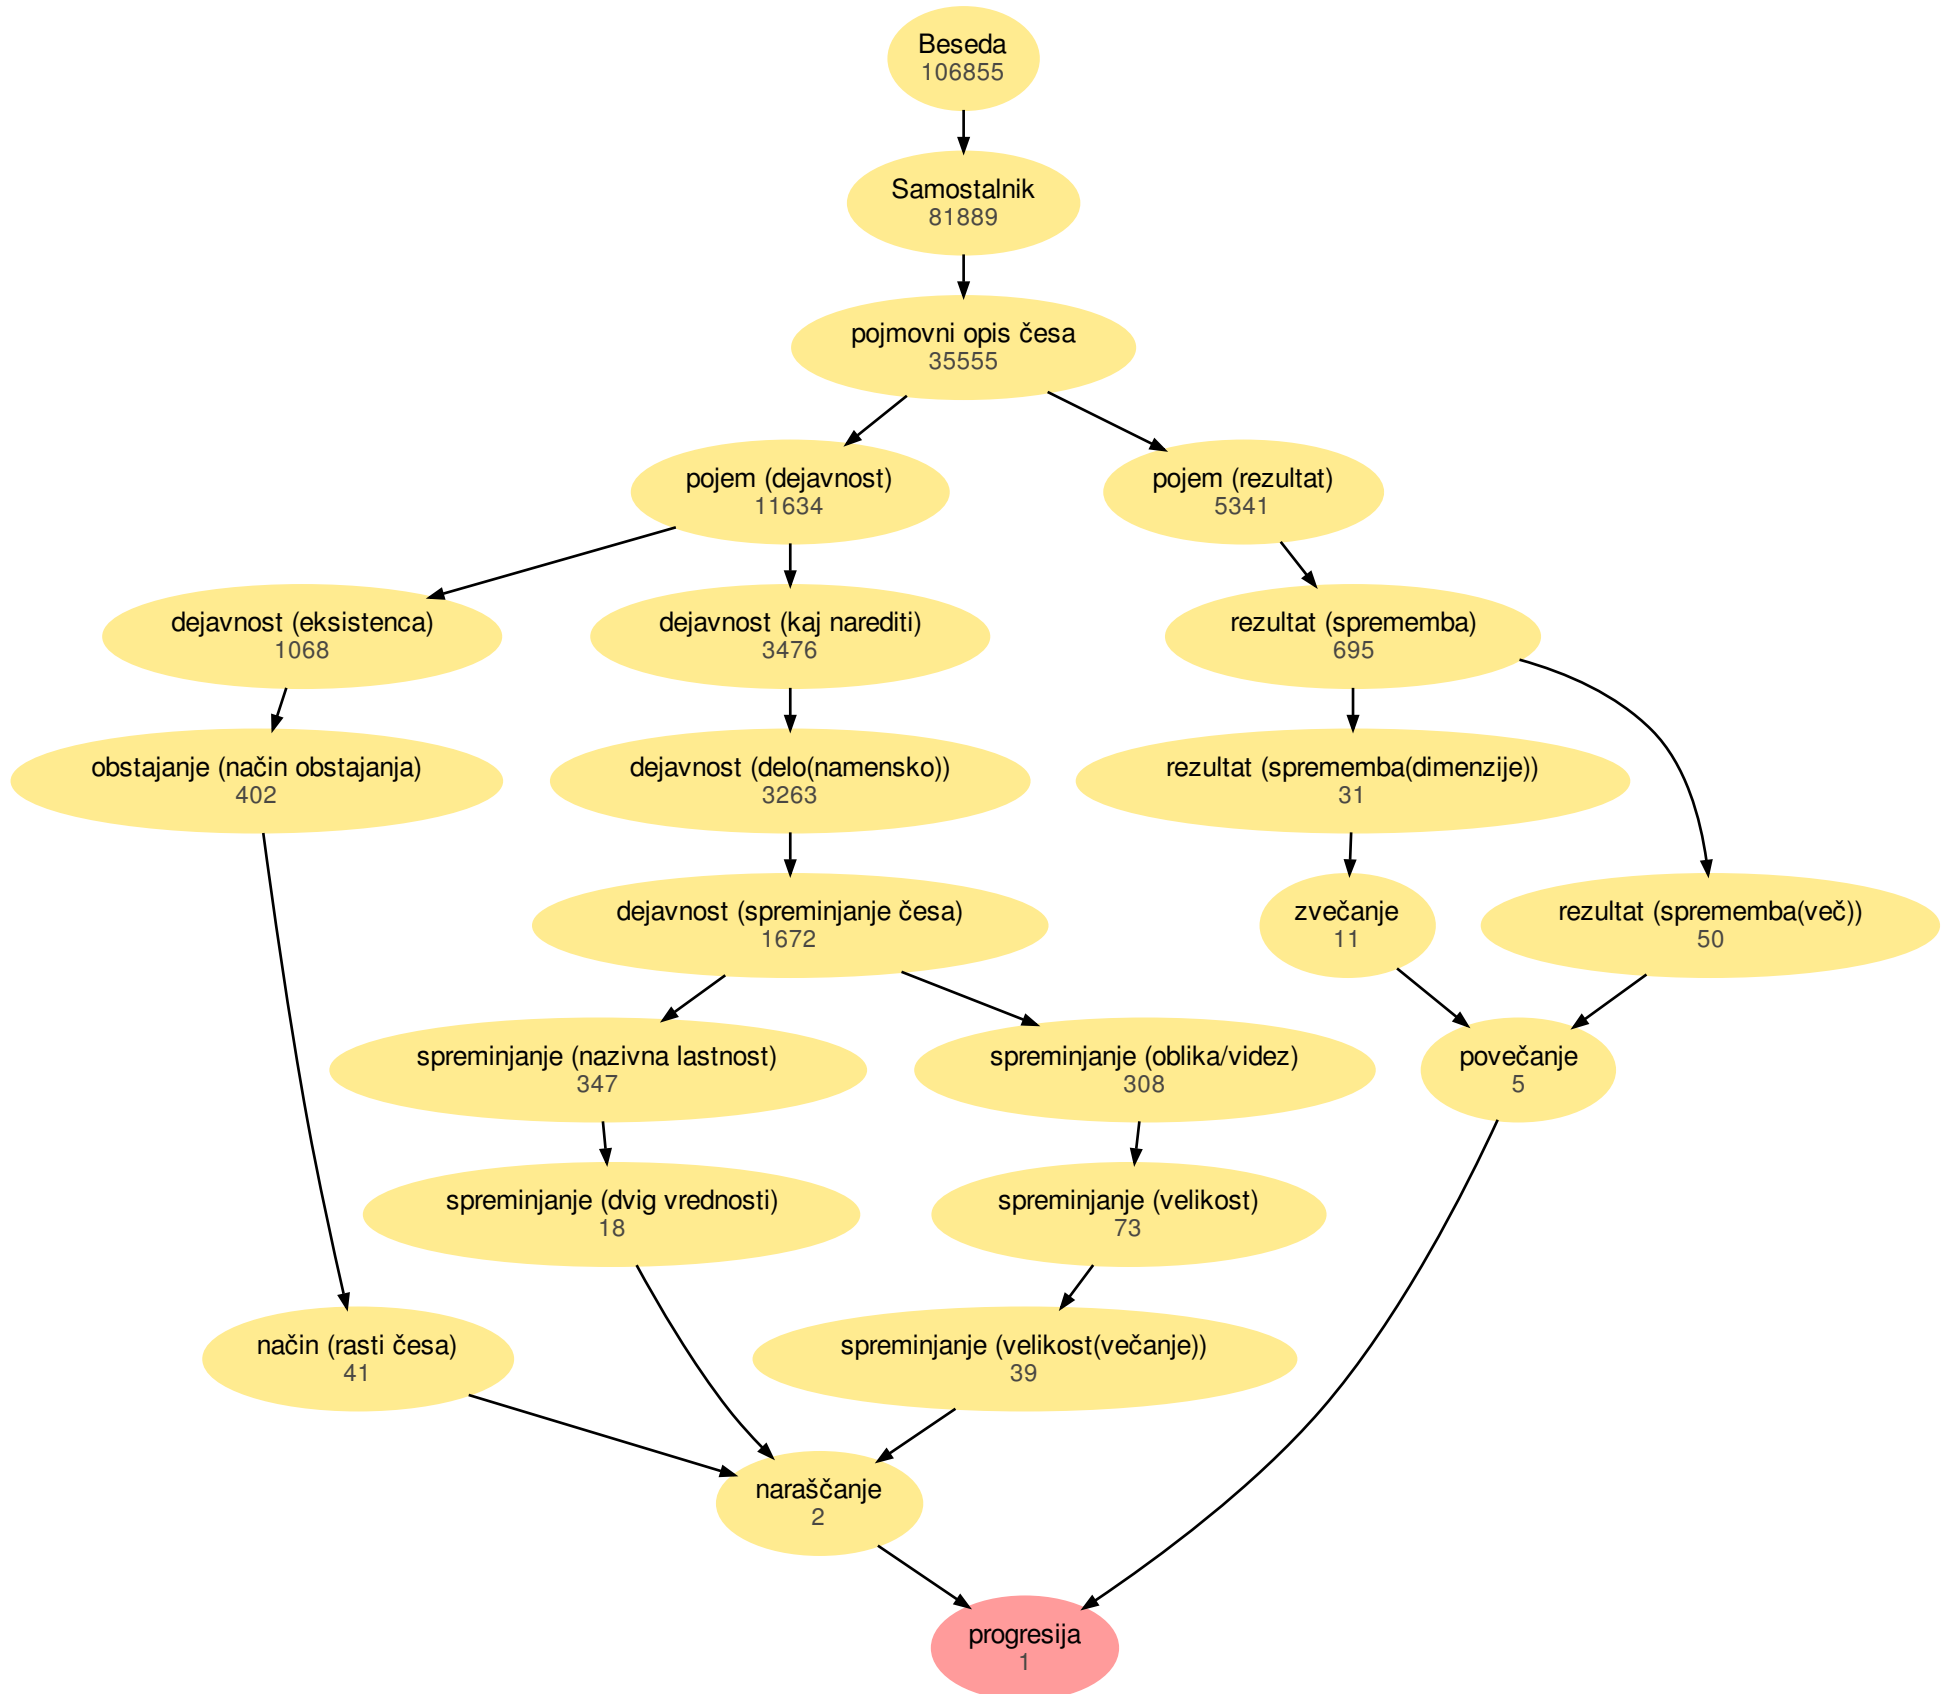 Beseda
106855
Samostalnik
81889
pojmovni opis česa
35555
pojem (dejavnost)
11634
pojem (rezultat)
5341
dejavnost (eksistenca)
1068
dejavnost (kaj narediti)
3476
rezultat (sprememba)
695
obstajanje (način obstajanja)
402
dejavnost (delo(namensko))
3263
rezultat (sprememba(dimenzije))
31
dejavnost (spreminjanje česa)
1672
zvečanje
11
rezultat (sprememba(več))
50
spreminjanje (nazivna lastnost)
347
spreminjanje (oblika/videz)
308
povečanje
5
spreminjanje (dvig vrednosti)
18
spreminjanje (velikost)
73
način (rasti česa)
41
spreminjanje (velikost(večanje))
39
naraščanje
2
progresija
1